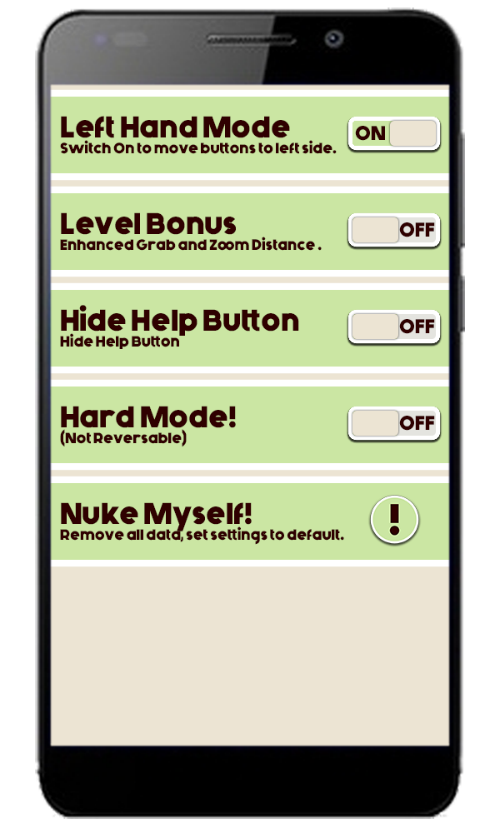 Left Hand Mode
Switch On to move buttons to left side.
ON
Level Bonus
Enhanced Grab and Zoom Distance .
OFF
Hide Help Button
Hide Help Button
OFF
Hard Mode!
(Not Reversable)
OFF
Nuke Myself!
Remove all data, set settings to default.
!